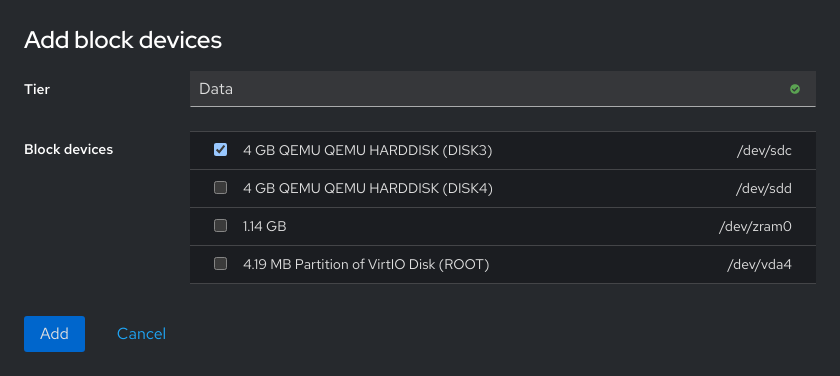 Add block devices
Tier Data
Block devices 4 GB QEMU QEMU HARDDISK (DISK3) /dev/sdc
4 GB QEMU QEMU HARDDISK (DISK4) /dev/sdd
1.14 GB /dev/zram0
4.19 MB Partition of VirtIO Disk (ROOT) /dev/vda4
Add Cancel